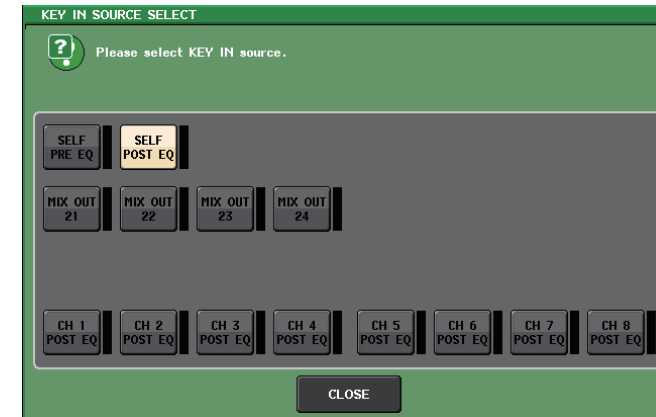 KEY IN SOURCE SELECT
?
Please select KEY IN source.
SELF
PRE EQ
SELF
POST EQ
MIX OUT
21
MIX OUT
22
MIX OUT
23
MIX OUT
24
CH 1
POST EQ
CH 2
POST EQ
CH 3
POST EQ
CH 4
POST EQ
CH 5
POST EQ
CH 6
POST EQ
CH 7
POST EQ
CH 8
POST EQ
CLOSE